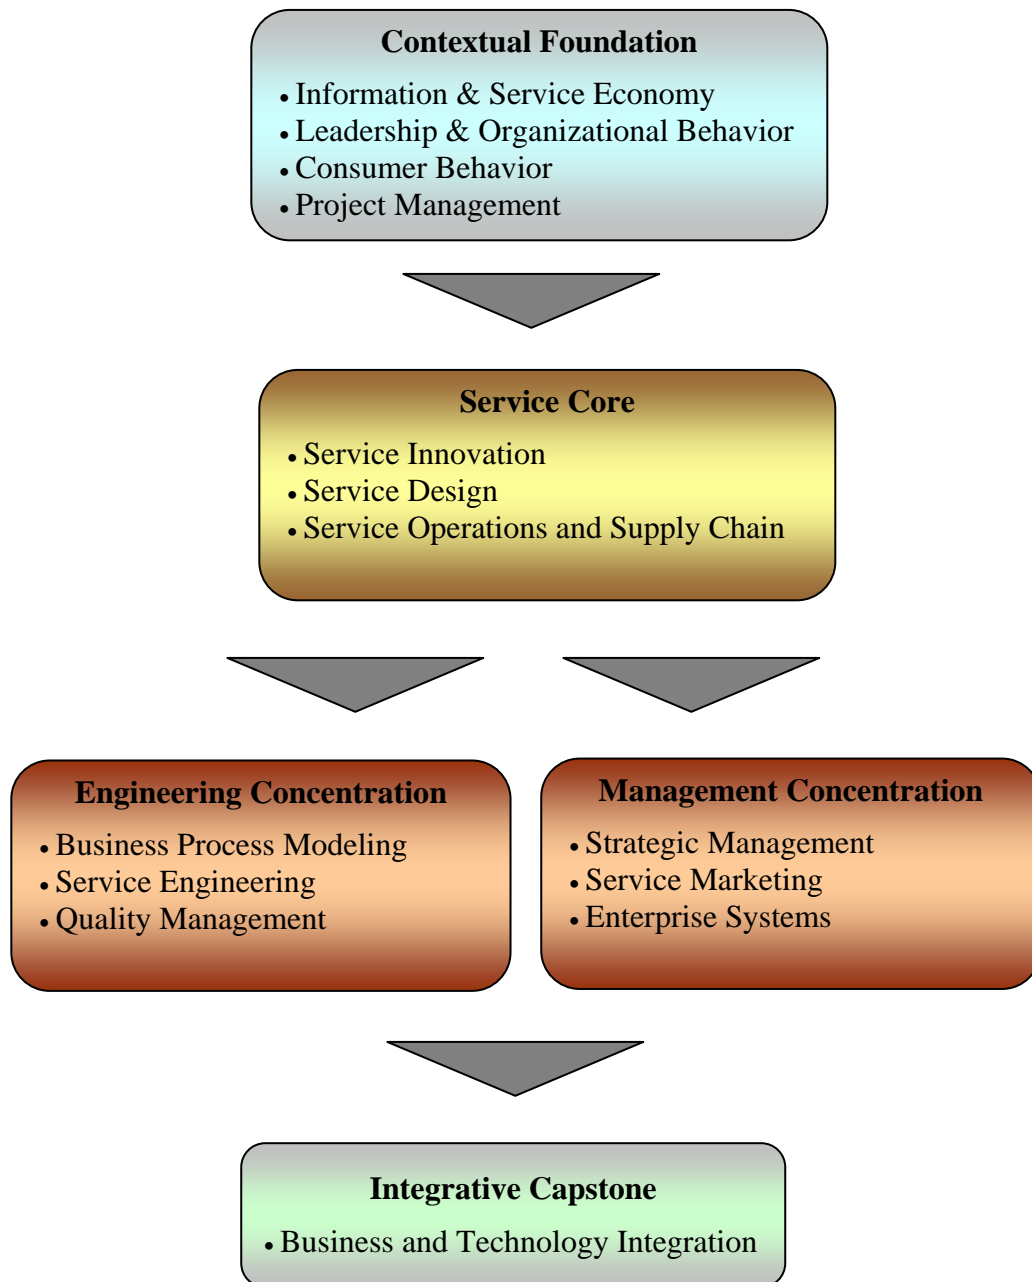 Contextual Foundation
• Information & Service Economy
• Leadership & Organizational Behavior
• Consumer Behavior
• Project Management
Service Core
• Service Innovation
• Service Design
• Service Operations and Supply Chain
Engineering Concentration
• Business Process Modeling
• Service Engineering
• Quality Management
Management Concentration
• Strategic Management
• Service Marketing
• Enterprise Systems
Integrative Capstone
• Business and Technology Integration